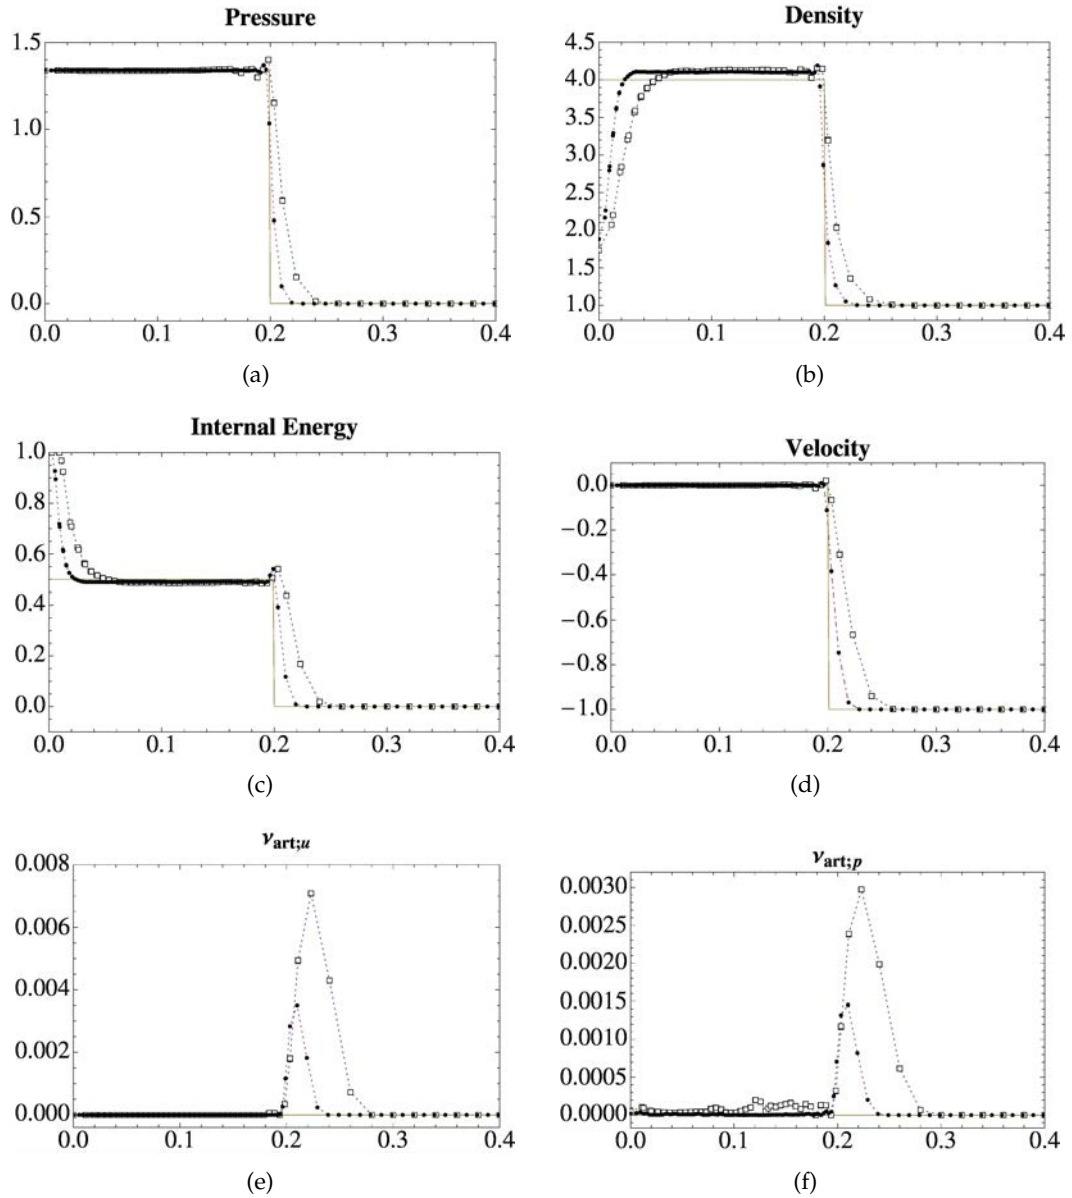 Pressure
1.5
1.0
0.5
0.0
0.0 0.1 0.2 0.3 0.4
(a)
Density
4.5
4.0
3.5
3.0
2.5
2.0
1.5
1.0
0.0 0.1 0.2 0.3 0.4
(b)
Internal Energy
1.0
0.8
0.6
0.4
0.2
0.0
0.0 0.1 0.2 0.3 0.4
(c)
Velocity
0.0
−0.2
−0.4
−0.6
−0.8
−1.0
0.0 0.1 0.2 0.3 0.4
(d)
ν_art;u
0.008
0.006
0.004
0.002
0.000
0.0 0.1 0.2 0.3 0.4
(e)
ν_art;p
0.0030
0.0025
0.0020
0.0015
0.0010
0.0005
0.0000
0.0 0.1 0.2 0.3 0.4
(f)